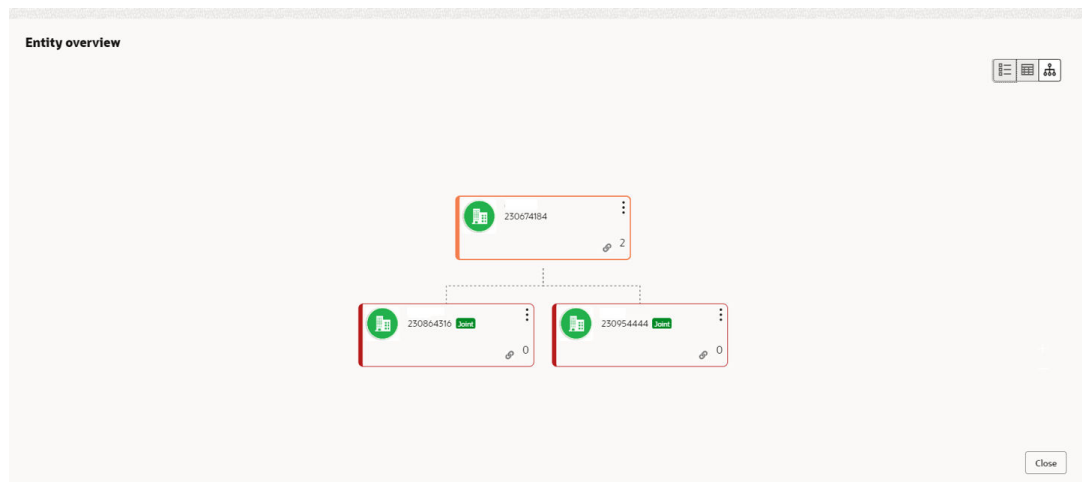 Entity overview
230674184
2
230864316 Joint
0
230954444 Joint
0
Close